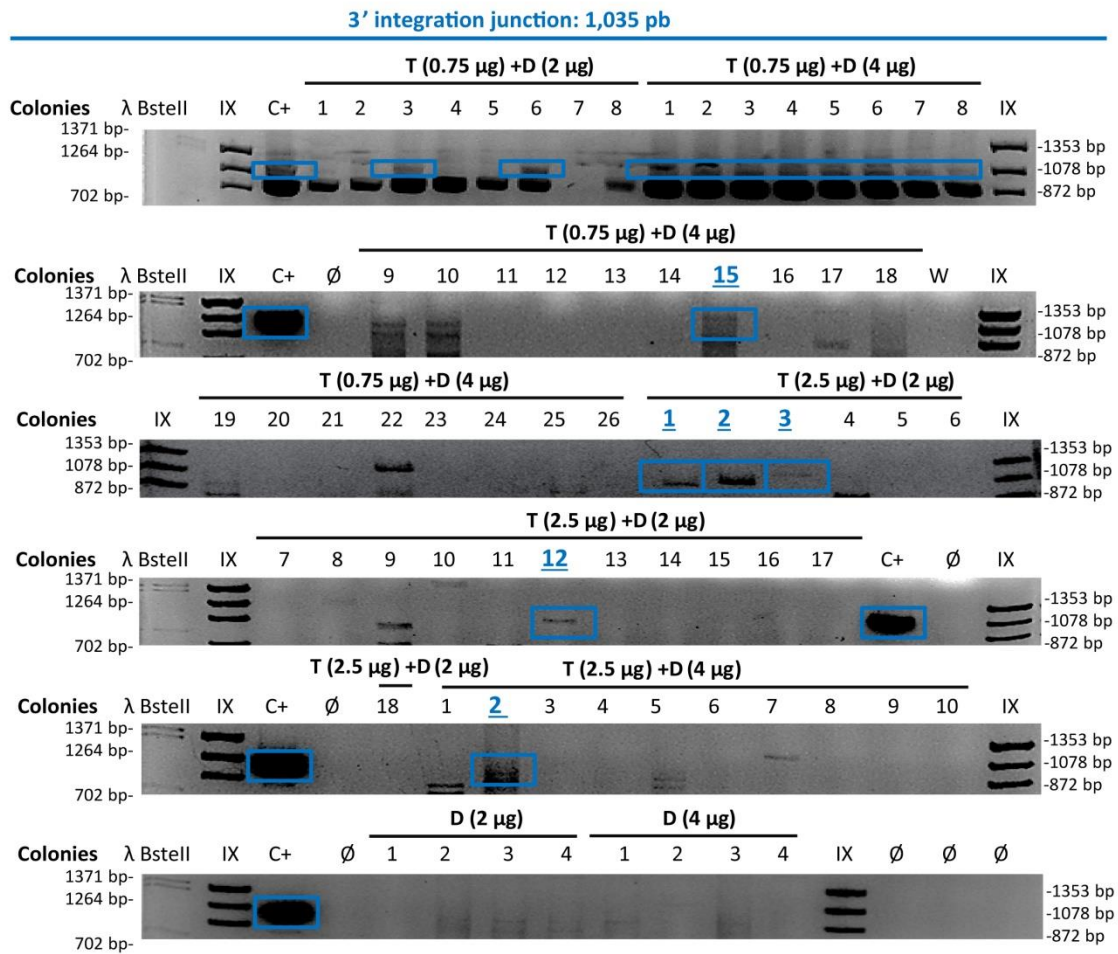 3’ integration junction: 1,035 pb
T (0.75 µg) +D (2 µg) T (0.75 µg) +D (4 µg)
Colonies λ BsteII IX C+ 1 2 3 4 5 6 7 8 1 2 3 4 5 6 7 8 IX
1371 bp-
1264 bp- -1353 bp
-1078 bp
702 bp- -872 bp
T (0.75 µg) +D (4 µg)
Colonies λ BsteII IX C+ Ø 9 10 11 12 13 14 15 16 17 18 W IX
1371 bp-
1264 bp- -1353 bp
-1078 bp
702 bp- -872 bp
T (0.75 µg) +D (4 µg) T (2.5 µg) +D (2 µg)
Colonies IX 19 20 21 22 23 24 25 26 1 2 3 4 5 6 IX
1353 bp- -1353 bp
1078 bp- -1078 bp
872 bp- -872 bp
T (2.5 µg) +D (2 µg)
Colonies λ BsteII IX 7 8 9 10 11 12 13 14 15 16 17 C+ Ø IX
1371 bp-
1264 bp- -1353 bp
-1078 bp
702 bp- -872 bp
T (2.5 µg) +D (2 µg) T (2.5 µg) +D (4 µg)
Colonies λ BsteII IX C+ Ø 18 1 2 3 4 5 6 7 8 9 10 IX
1371 bp-
1264 bp- -1353 bp
-1078 bp
702 bp- -872 bp
D (2 µg) D (4 µg)
Colonies λ BsteII IX C+ Ø 1 2 3 4 1 2 3 4 IX Ø Ø Ø
1371 bp-
1264 bp- -1353 bp
-1078 bp
702 bp- -872 bp